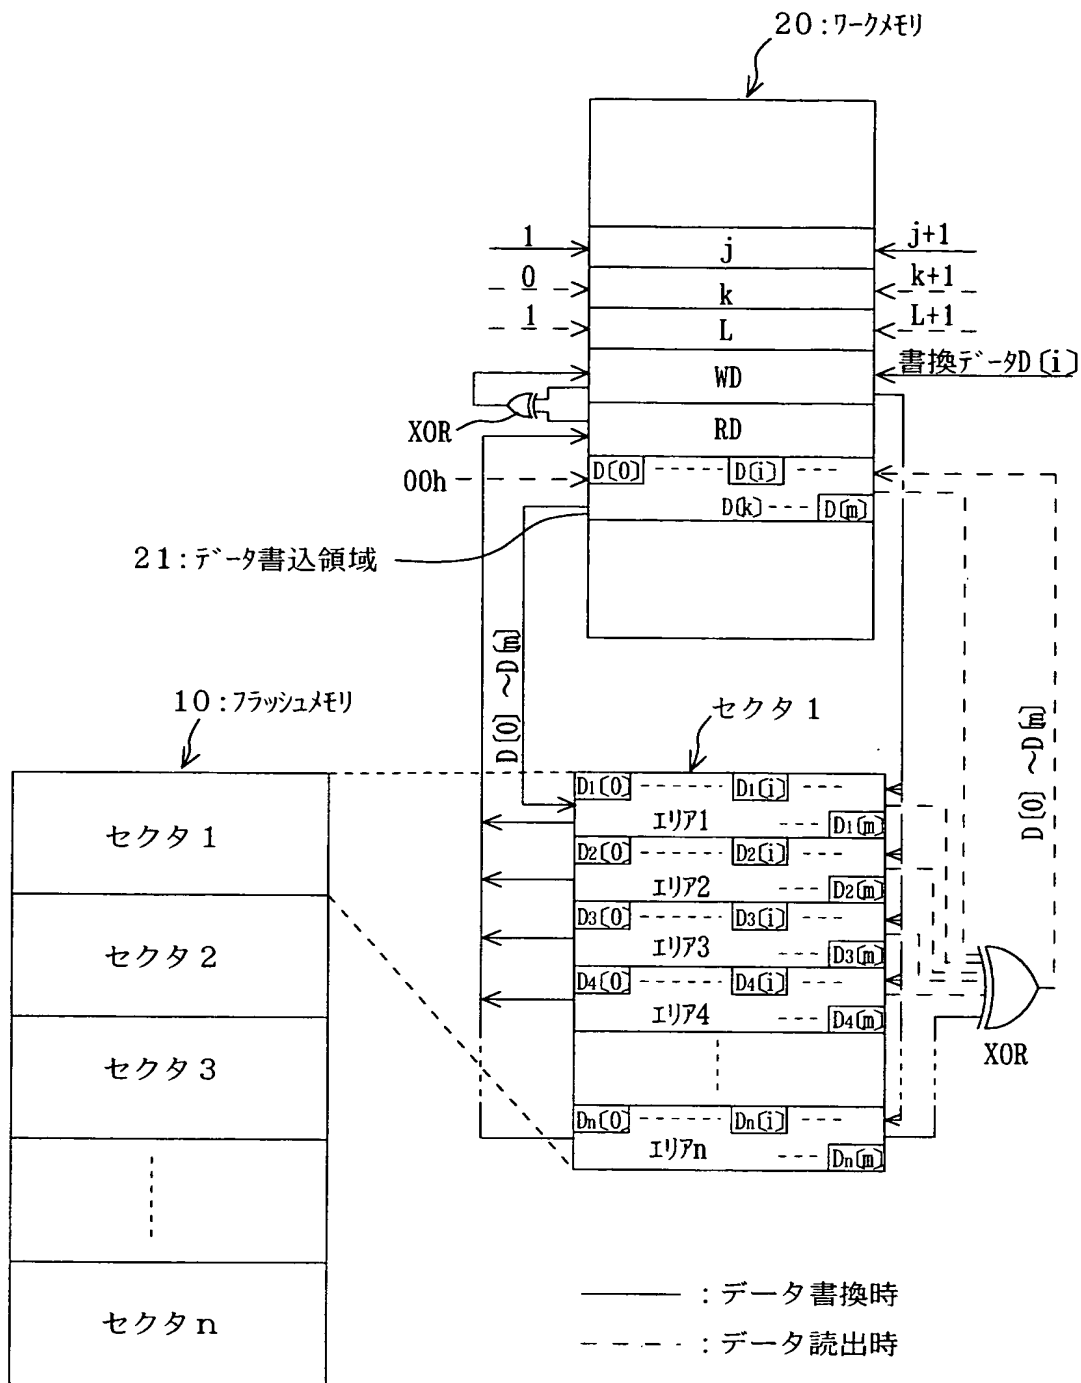 20:ワークメモリ
1
j
j+1
0
k
k+1
1
L
L+1
WD
書換データD[i]
XOR
RD
00h
D[0]
D[i]
D[k]
D[m]
21:データ書込領域
D[0]~D[m]
10:フラッシュメモリ
セクタ1
D[0]~D[m]
セクタ1
セクタ2
セクタ3
セクタn
D1[0]
D1[i]
エリア1
D1[m]
D2[0]
D2[i]
エリア2
D2[m]
D3[0]
D3[i]
エリア3
D3[m]
D4[0]
D4[i]
エリア4
D4[m]
XOR
Dn[0]
Dn[i]
エリアn
Dn[m]
:データ書換時
:データ読出時